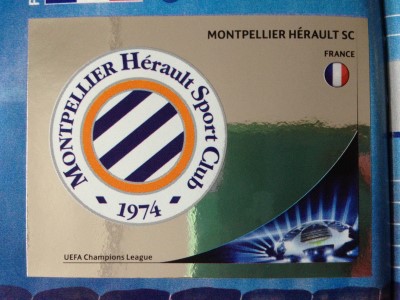 MONTPELLIER HÉRAULT SC
FRANCE
MONTPELLIER Hérault Sport Club
• 1974 •
UEFA Champions League